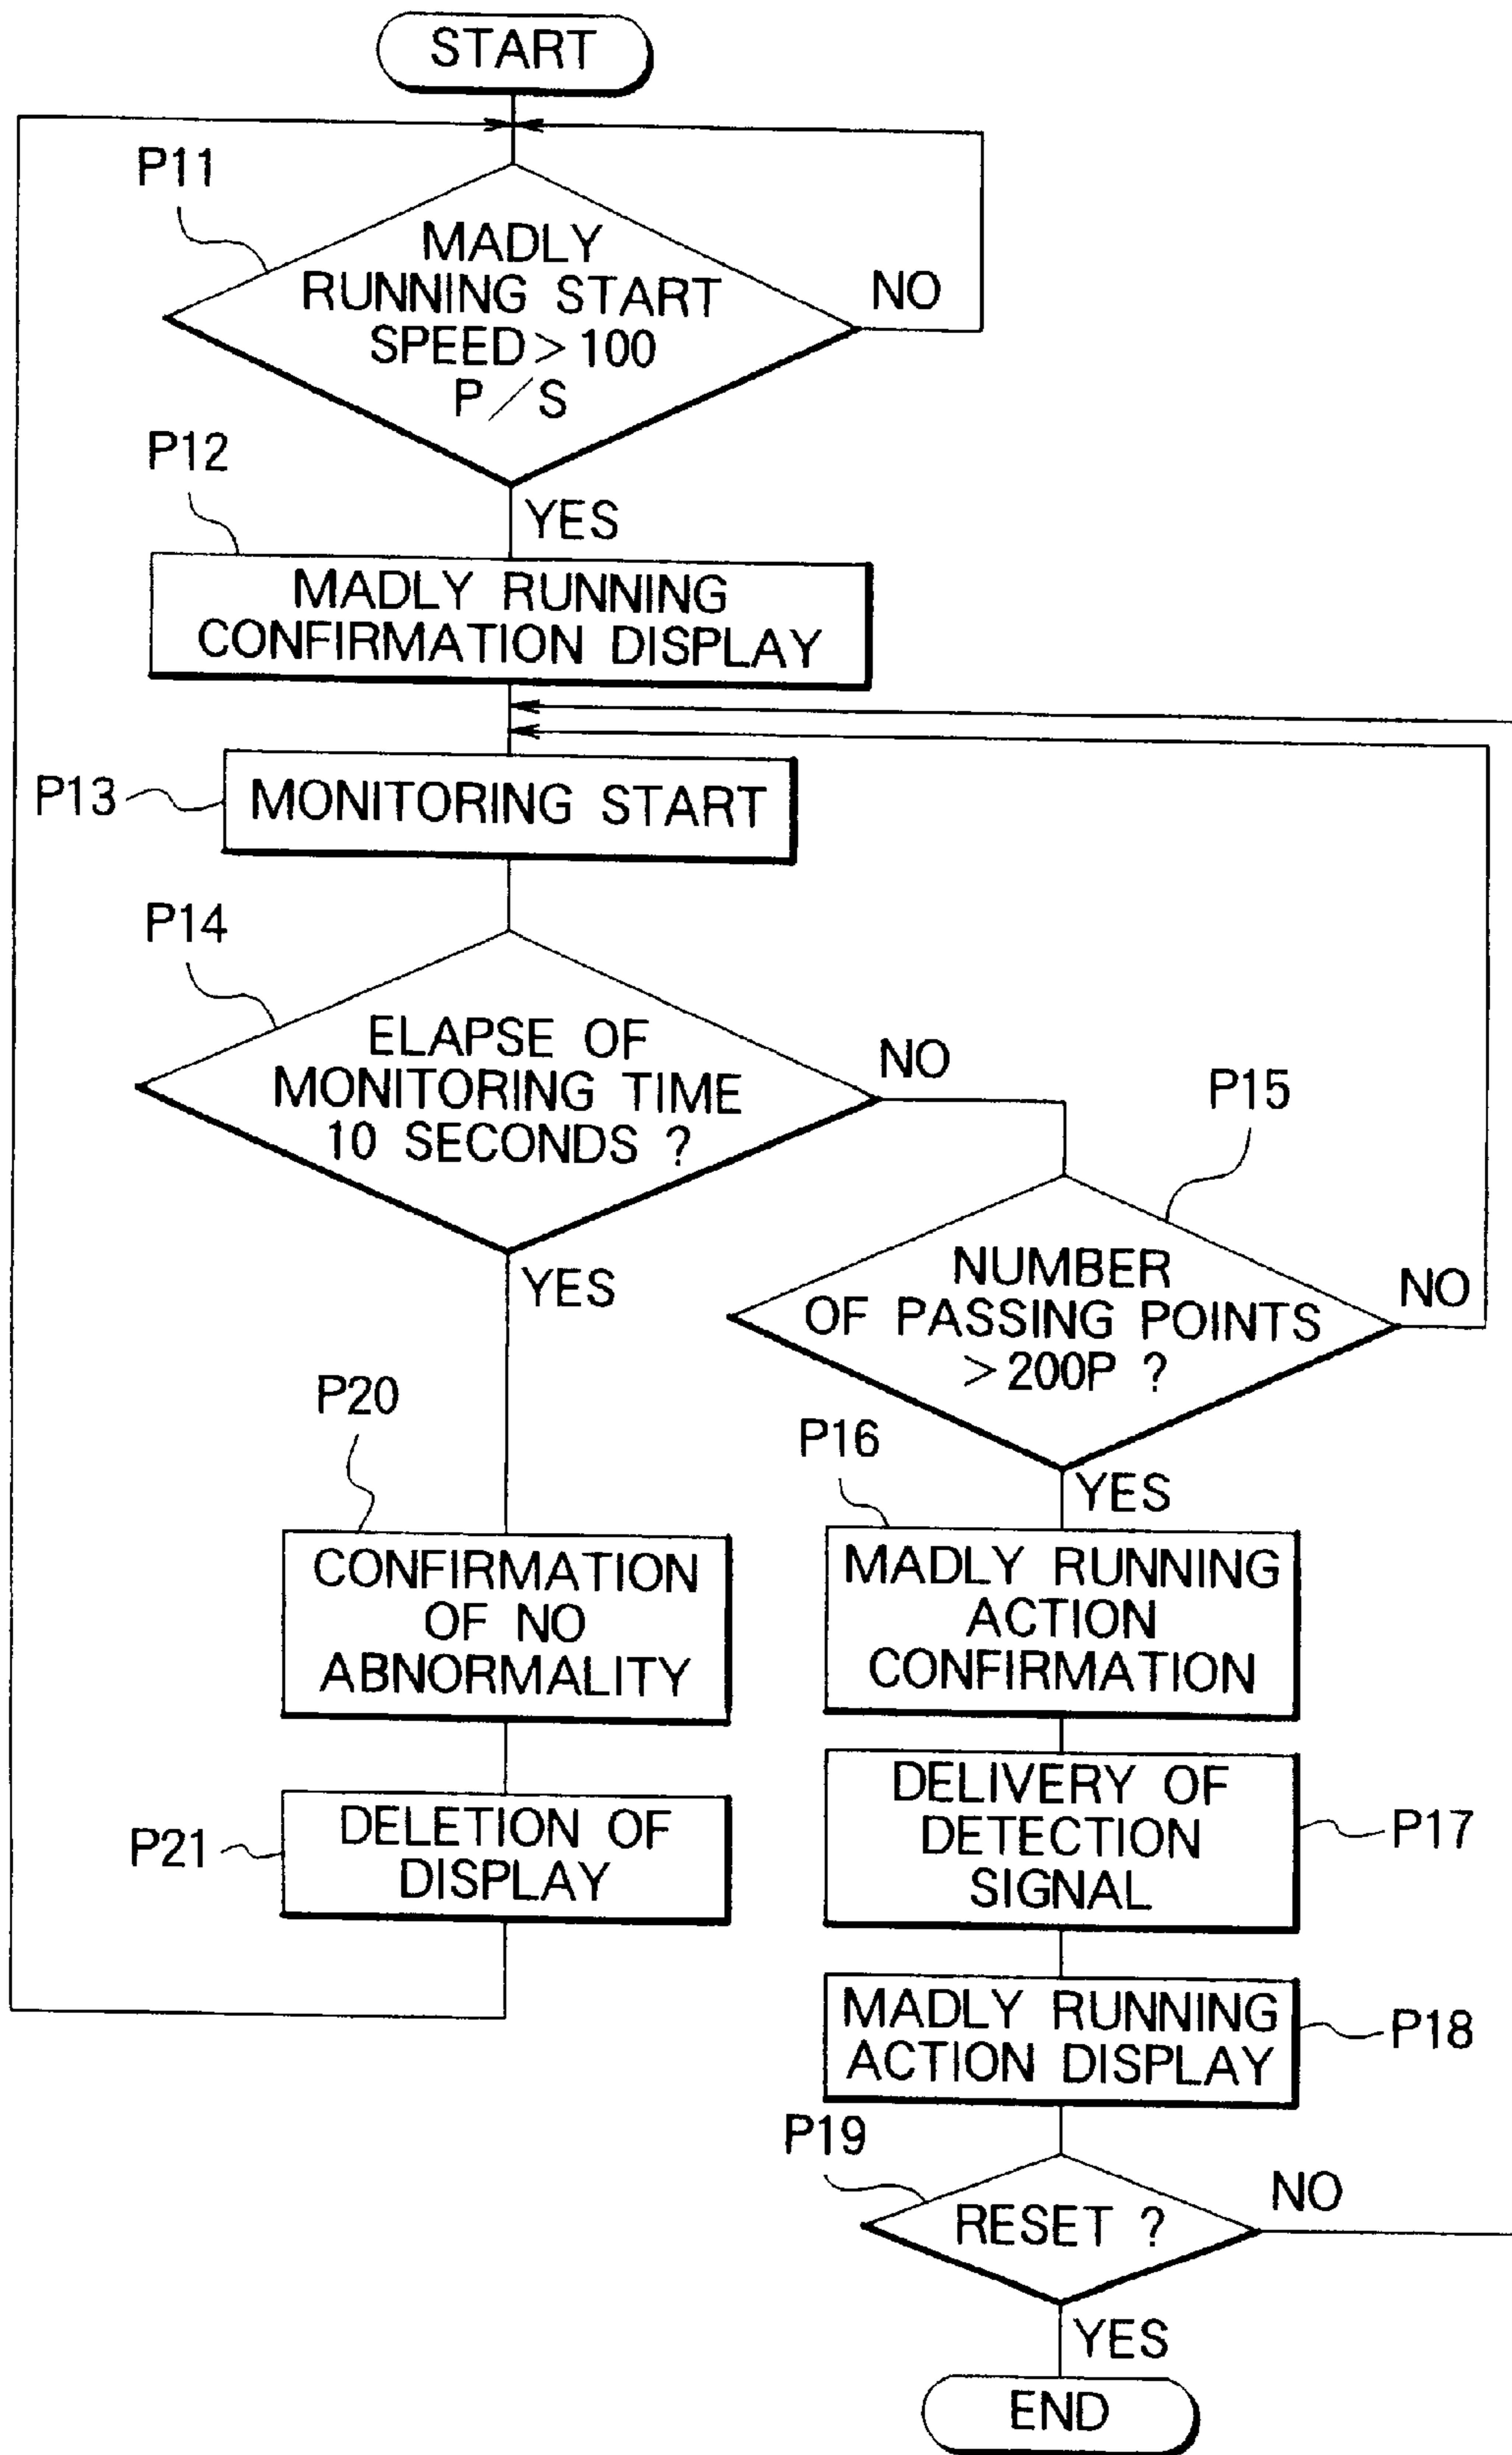 START
P11
MADLY
RUNNING START
SPEED > 100
P/S
NO
P12
YES
MADLY RUNNING
CONFIRMATION DISPLAY
P13
MONITORING START
P14
ELAPSE OF
MONITORING TIME
10 SECONDS ?
NO
YES
P15
NUMBER
OF PASSING POINTS
> 200P ?
NO
YES
P16
MADLY RUNNING
ACTION
CONFIRMATION
P20
CONFIRMATION
OF NO
ABNORMALITY
DELIVERY OF
DETECTION
SIGNAL
P17
P21
DELETION OF
DISPLAY
MADLY RUNNING
ACTION DISPLAY
P18
P19
RESET ?
NO
YES
END